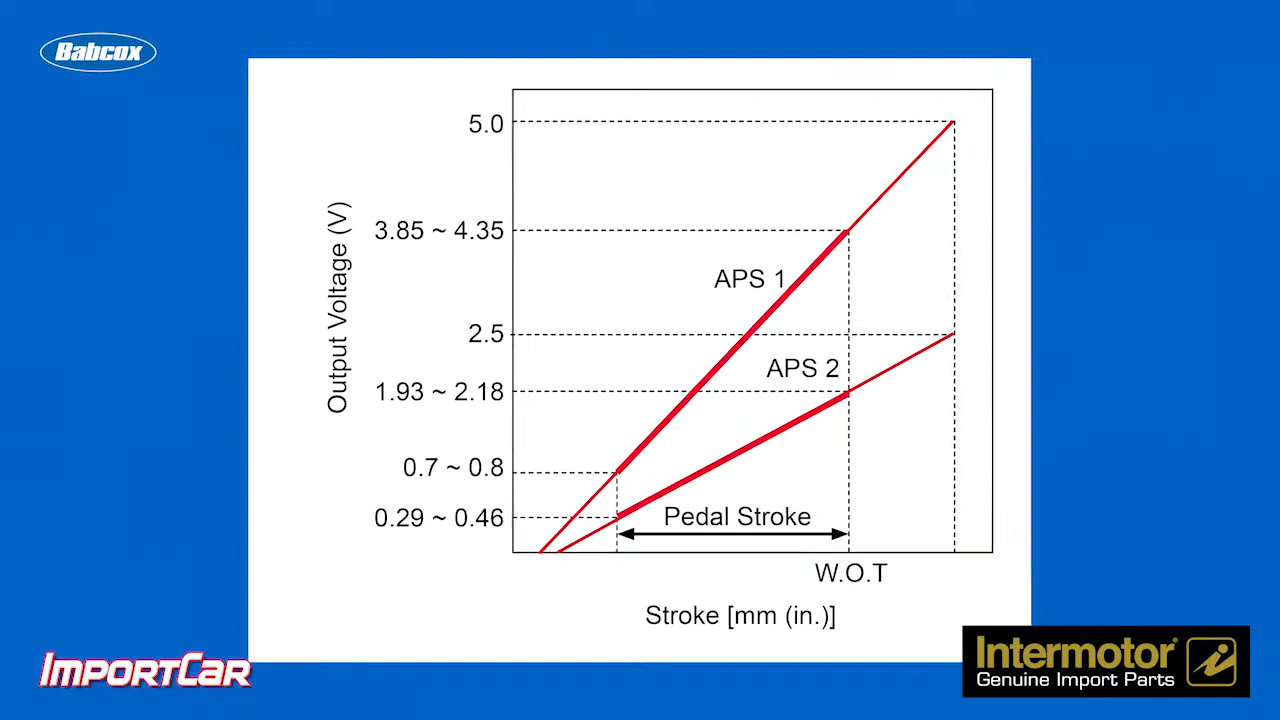 Babcox
5.0
3.85 ~ 4.35
APS 1
Output Voltage (V)
2.5
APS 2
1.93 ~ 2.18
0.7 ~ 0.8
0.29 ~ 0.46
Pedal Stroke
W.O.T
Stroke [mm (in.)]
IMPORTCAR
Intermotor®
Genuine Import Parts